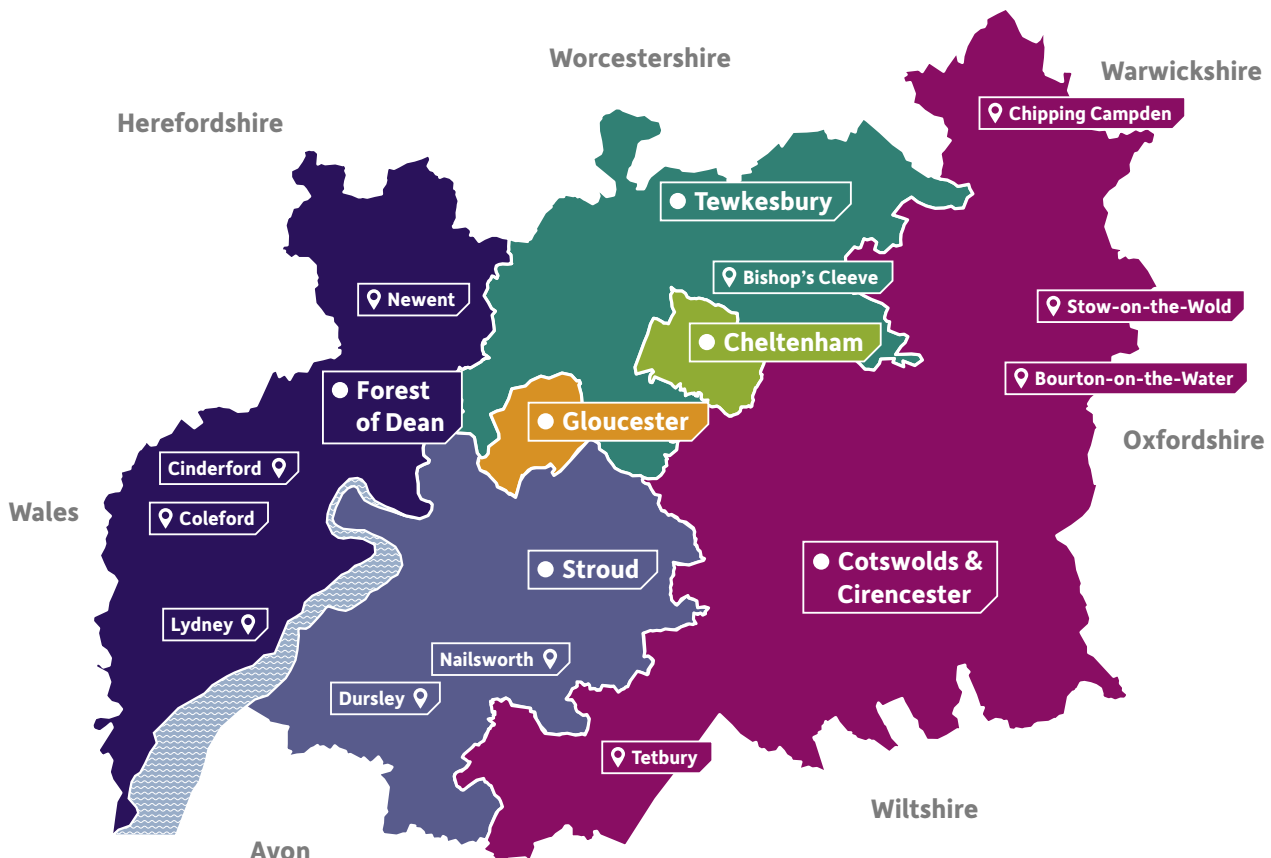 Worcestershire
Warwickshire
Herefordshire
Chipping Campden
Tewkesbury
Bishop's Cleeve
Newent
Stow-on-the-Wold
Cheltenham
Bourton-on-the-Water
Forest
of Dean
Gloucester
Oxfordshire
Cinderford
Wales
Coleford
Stroud
Cotswolds &
Cirencester
Lydney
Nailsworth
Dursley
Tetbury
Wiltshire
Avon